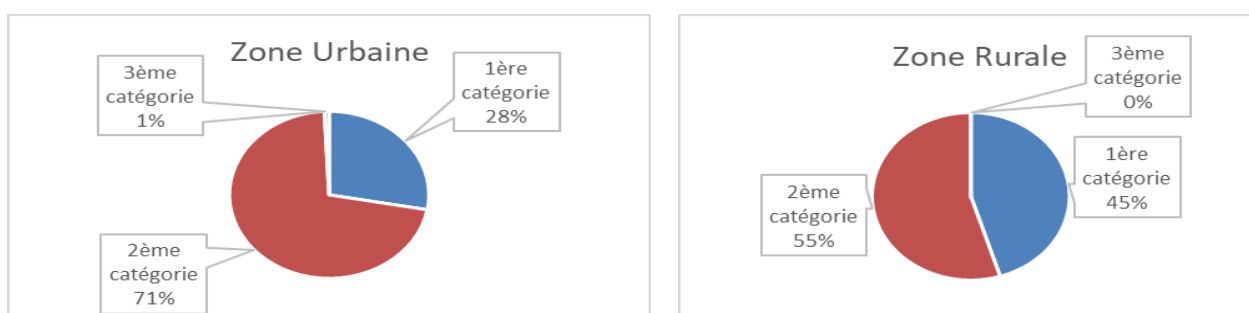 Zone Urbaine
3ème
catégorie
1%
1ère
catégorie
28%
2ème
catégorie
71%
Zone Rurale
3ème
catégorie
0%
1ère
catégorie
45%
2ème
catégorie
55%